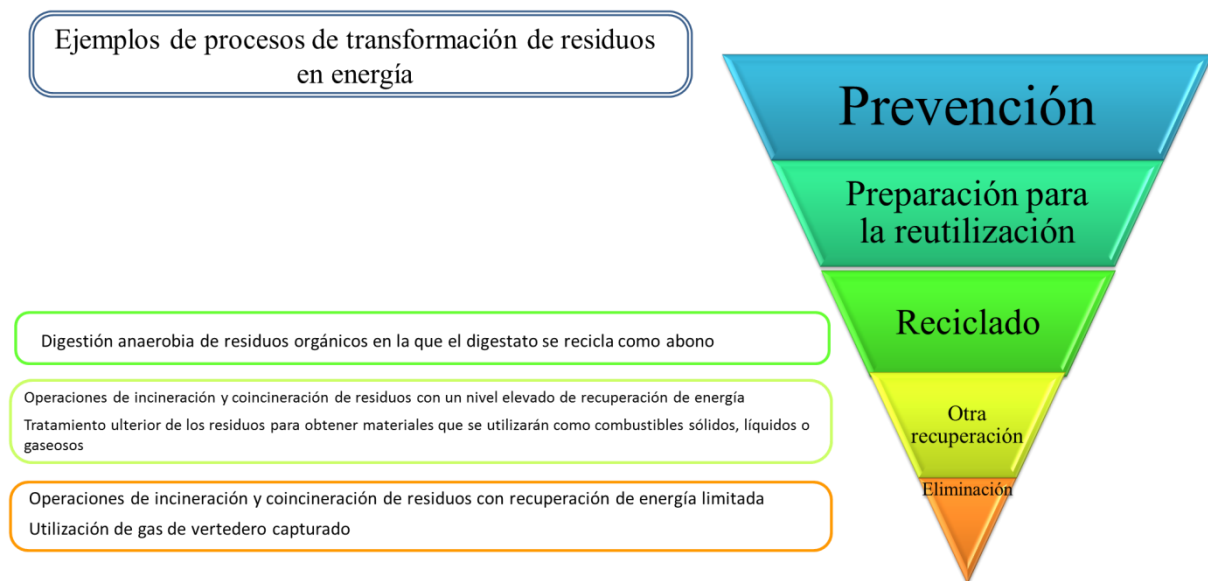 Ejemplos de procesos de transformación de residuos
en energía
Prevención
Preparación para
la reutilización
Reciclado
Digestión anaerobia de residuos orgánicos en la que el digestato se recicla como abono
Otra
recuperación
Operaciones de incineración y coincineración de residuos con un nivel elevado de recuperación de energía
Tratamiento ulterior de los residuos para obtener materiales que se utilizarán como combustibles sólidos, líquidos o
gaseosos
Eliminación
Operaciones de incineración y coincineración de residuos con recuperación de energía limitada
Utilización de gas de vertedero capturado